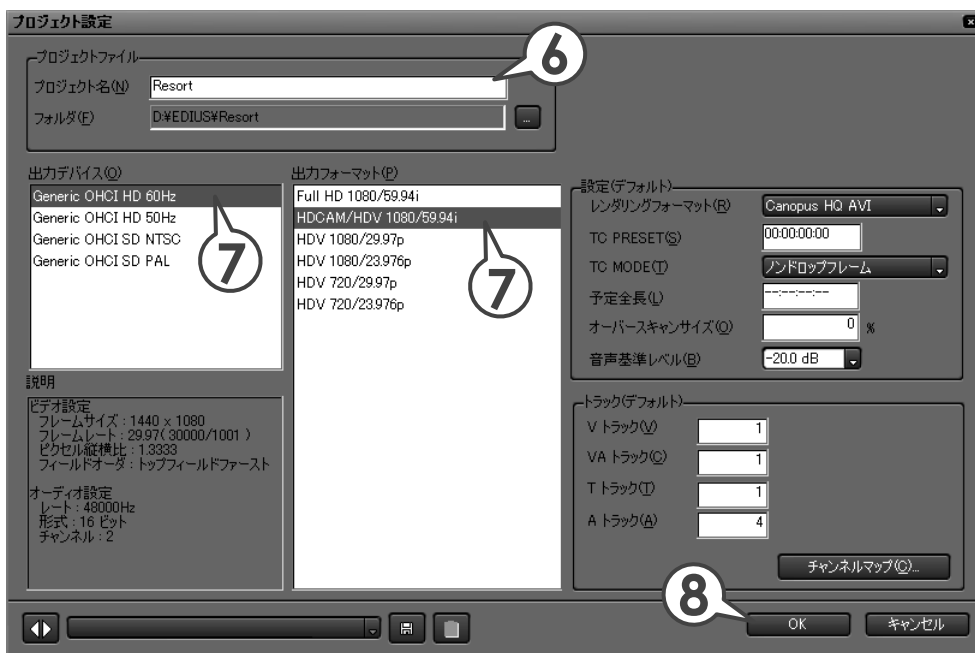 プロジェクト設定
プロジェクトファイル
プロジェクト名(N) Resort
6
フォルダ(F) D:¥EDIUS¥Resort ...
出力デバイス(O)
Generic OHCI HD 60Hz
Generic OHCI HD 50Hz
Generic OHCI SD NTSC
Generic OHCI SD PAL
7
出力フォーマット(P)
Full HD 1080/59.94i
HDCAM/HDV 1080/59.94i
HDV 1080/29.97p
HDV 1080/23.976p
HDV 720/29.97p
HDV 720/23.976p
7
設定(デフォルト)
レンダリングフォーマット(R) Canopus HQ AVI
TC PRESET(S) 00:00:00:00
TC MODE(T) ノンドロップフレーム
予定全長(L) --:--:--:--
オーバースキャンサイズ(O) 0 %
音声基準レベル(B) -20.0 dB
説明
ビデオ設定
フレームサイズ : 1440 x 1080
フレームレート : 29.97( 30000/1001 )
ピクセル縦横比 : 1.3333
フィールドオーダ : トップフィールドファースト
オーディオ設定
レート : 48000Hz
形式 : 16 ビット
チャンネル : 2
トラック(デフォルト)
V トラック(V) 1
VA トラック(C) 1
T トラック(T) 1
A トラック(A) 4
チャンネルマップ(C)...
8
OK キャンセル